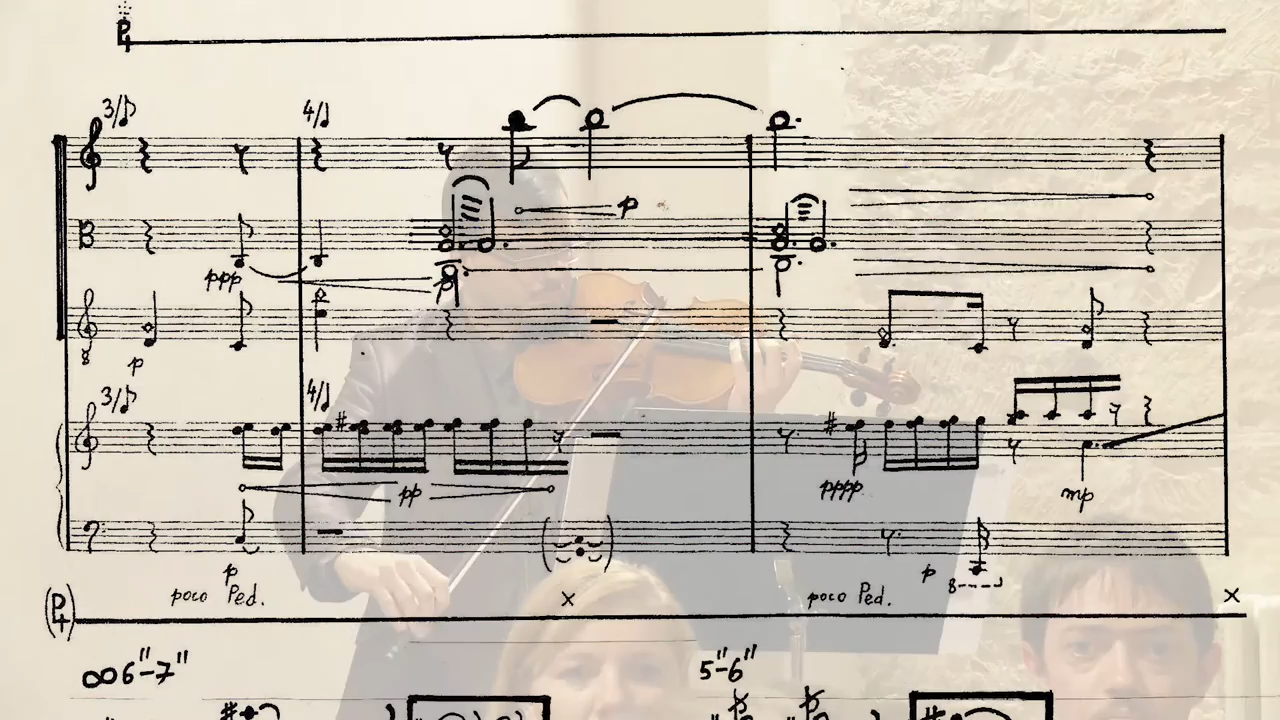 3/♪ 4/♩
p
ppp
p
p
3/♪ 4/♩
pp pppp mp
p p 8
poco Ped. × poco Ped. ×
∞ 6"-7" 5"-6"